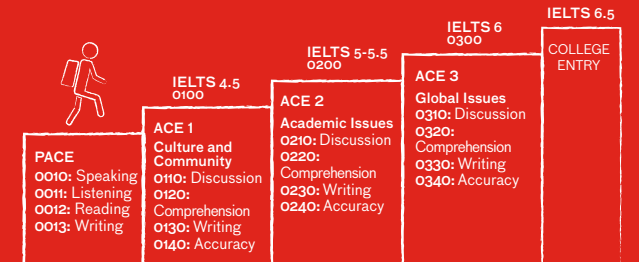 PACE
0010: Speaking
0011: Listening
0012: Reading
0013: Writing
IELTS 4.5
0100
ACE 1
Culture and
Community
0110: Discussion
0120:
Comprehension
0130: Writing
0140: Accuracy
IELTS 5-5.5
0200
ACE 2
Academic Issues
0210: Discussion
0220:
Comprehension
0230: Writing
0240: Accuracy
IELTS 6
0300
ACE 3
Global Issues
0310: Discussion
0320:
Comprehension
0330: Writing
0340: Accuracy
IELTS 6.5
COLLEGE
ENTRY